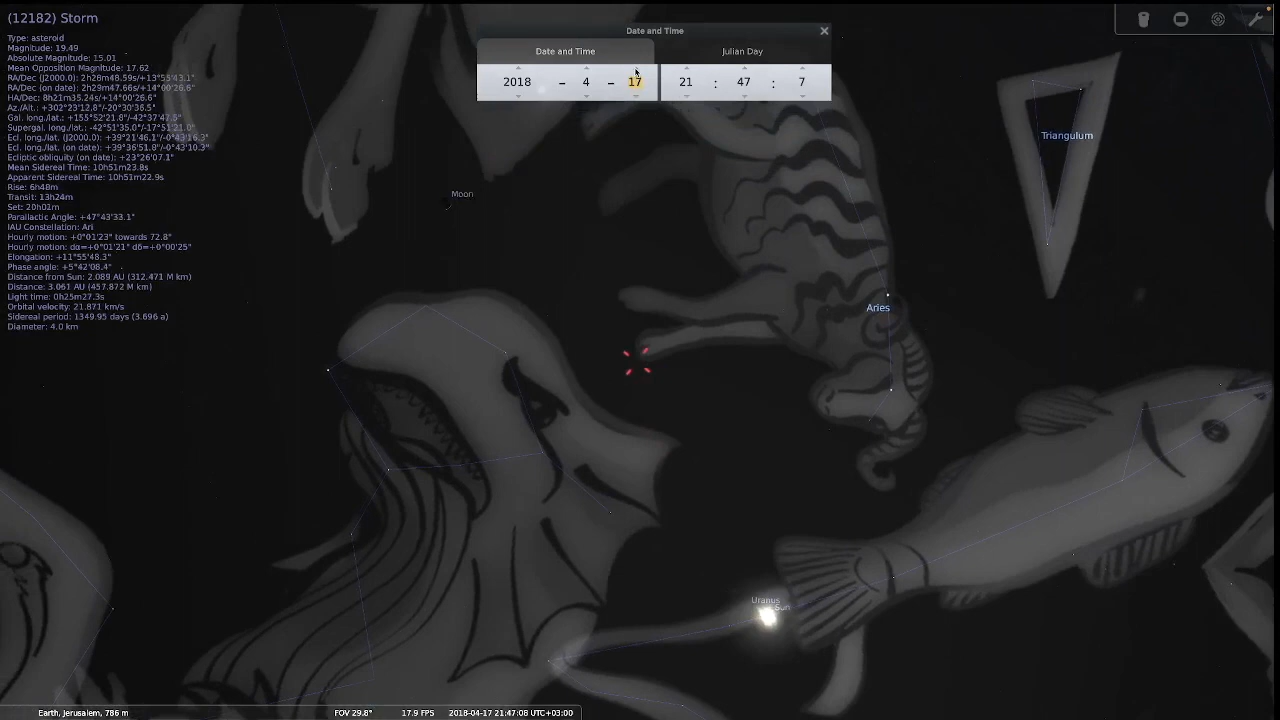 (12182) Storm
Type: asteroid
Magnitude: 19.49
Absolute Magnitude: 15.01
Mean Opposition Magnitude: 17.62
RA/Dec (J2000.0): 2h28m48.59s/+13°55'43.1"
RA/Dec (on date): 2h29m47.66s/+14°00'26.6"
HA/Dec: 8h21m35.24s/+14°00'26.6"
Az./Alt.: +302°23'12.8"/-20°30'38.5"
Gal. long./lat.: +155°52'21.8"/-42°37'46.4"
Supergal. long./lat.: -42°51'35.0"/-17°51'21.0"
Ecl. long./lat. (J2000.0): +39°21'46.1"/-0°43'16.3"
Ecl. long./lat. (on date): +39°36'51.8"/-0°43'10.3"
Ecliptic obliquity (on date): +23°26'07.1"
Mean Sidereal Time: 10h51m23.8s
Apparent Sidereal Time: 10h51m22.9s
Rise: 6h48m
Transit: 13h24m
Set: 20h01m
Parallactic Angle: +47°43'33.1"
IAU Constellation: Ari
Hourly motion: +0°01'23" towards 72.8°
Hourly motion: dα=+0°01'21" dδ=+0°00'25"
Elongation: +11°55'48.3"
Phase angle: +5°42'08.4"
Distance from Sun: 2.089 AU (312.471 M km)
Distance: 3.061 AU (457.872 M km)
Light time: 0h25m27.3s
Orbital velocity: 21.871 km/s
Sidereal period: 1349.95 days (3.696 a)
Diameter: 4.0 km
Date and Time
Date and Time
Julian Day
2018 – 4 – 17 21 : 47 : 7
Triangulum
Moon
Aries
Uranus
Sun
Earth, Jerusalem, 786 m
FOV 29.8°
17.9 FPS
2018-04-17 21:47:08 UTC+03:00